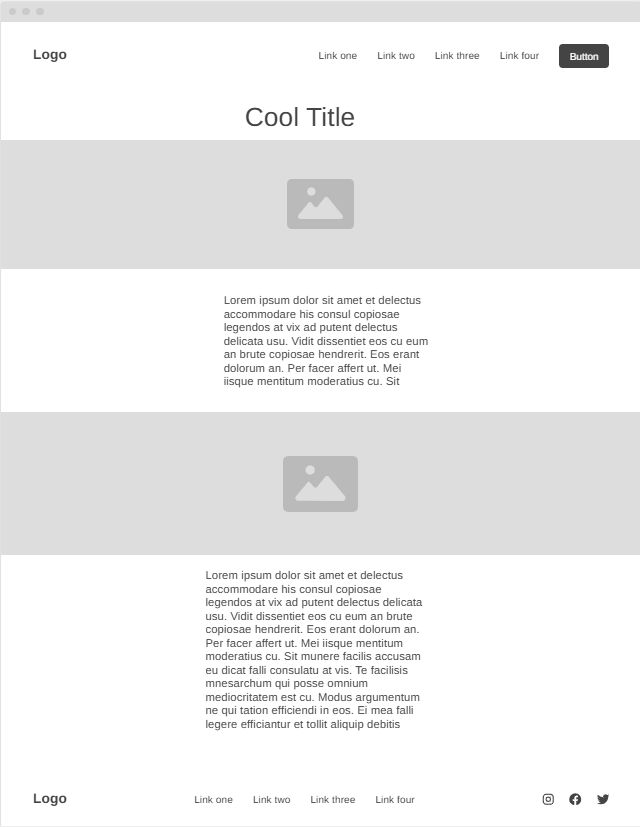 Logo
Link one Link two Link three Link four Button
Cool Title
Lorem ipsum dolor sit amet et delectus
accommodare his consul copiosae
legendos at vix ad putent delectus
delicata usu. Vidit dissentiet eos cu eum
an brute copiosae hendrerit. Eos erant
dolorum an. Per facer affert ut. Mei
iisque mentitum moderatius cu. Sit
Lorem ipsum dolor sit amet et delectus
accommodare his consul copiosae
legendos at vix ad putent delectus delicata
usu. Vidit dissentiet eos cu eum an brute
copiosae hendrerit. Eos erant dolorum an.
Per facer affert ut. Mei iisque mentitum
moderatius cu. Sit munere facilis accusam
eu dicat falli consulatu at vis. Te facilisis
mnesarchum qui posse omnium
mediocritatem est cu. Modus argumentum
ne qui tation efficiendi in eos. Ei mea falli
legere efficiantur et tollit aliquip debitis
Logo
Link one Link two Link three Link four